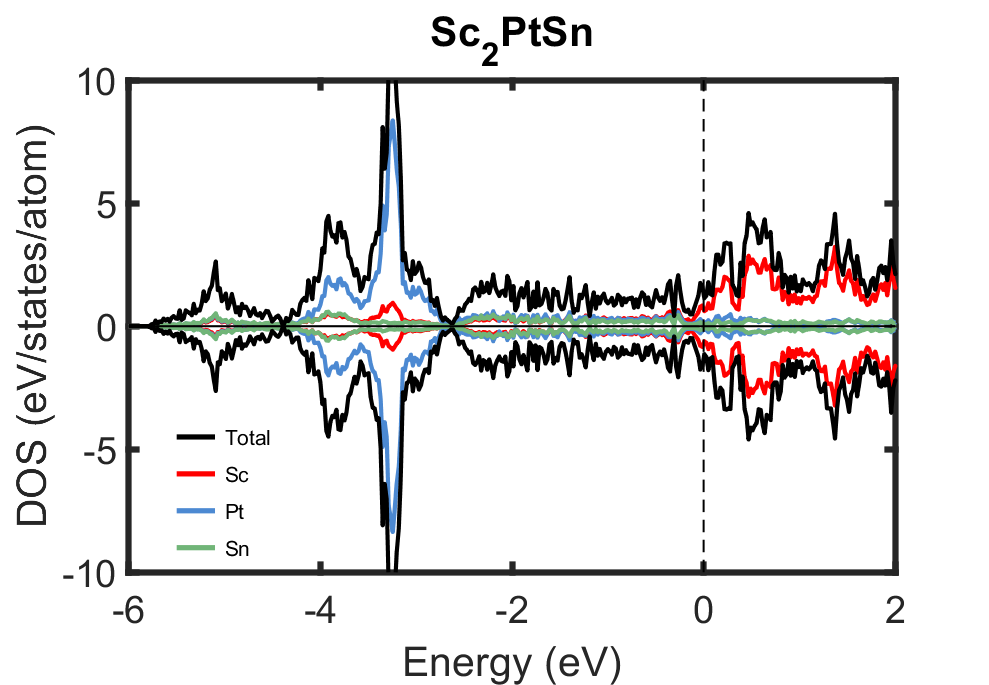 Sc₂PtSn
10
5
0
-5
-10
DOS (eV/states/atom)
Total
Sc
Pt
Sn
-6 -4 -2 0 2
Energy (eV)